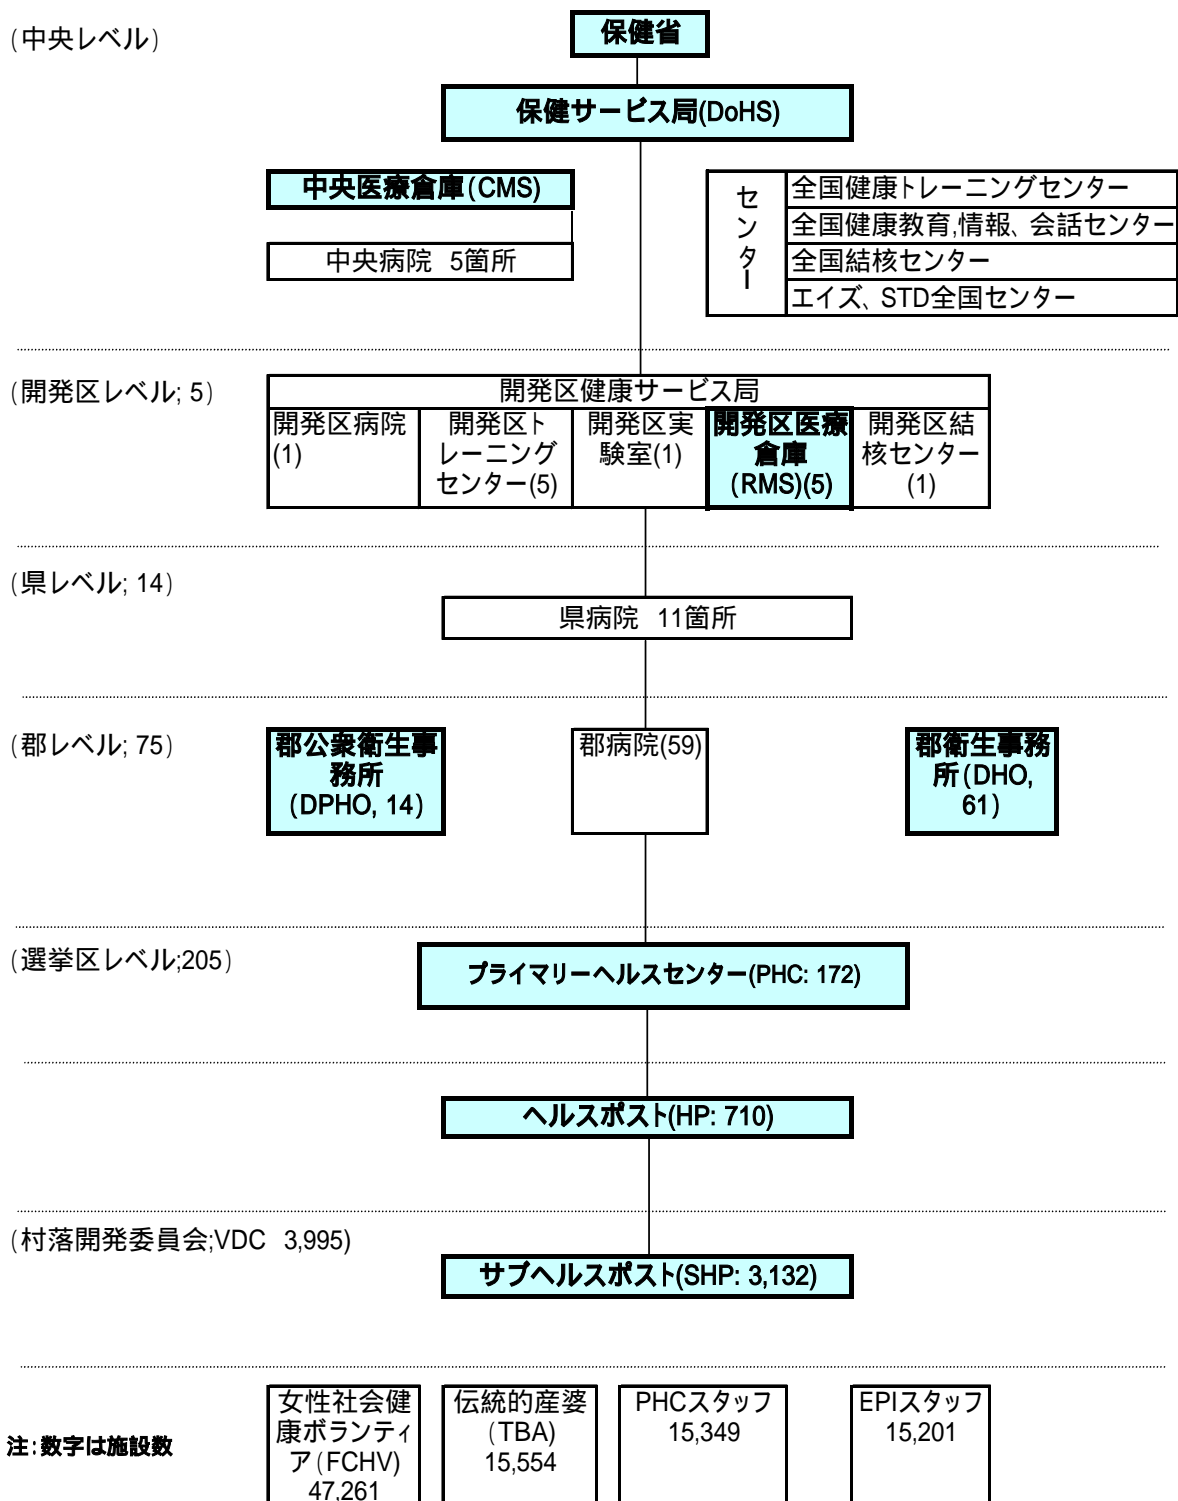 (中央レベル)
保健省
保健サービス局(DoHS)
中央医療倉庫(CMS)
中央病院 5箇所
センター
全国健康トレーニングセンター
全国健康教育,情報、会話センター
全国結核センター
エイズ、STD全国センター
(開発区レベル; 5)
開発区健康サービス局
開発区病院
(1)
開発区ト
レーニング
センター(5)
開発区実
験室(1)
開発区医療
倉庫
(RMS)(5)
開発区結
核センター
(1)
(県レベル; 14)
県病院 11箇所
(郡レベル; 75)
郡公衆衛生事
務所
(DPHO, 14)
郡病院(59)
郡衛生事務
所(DHO,
61)
(選挙区レベル;205)
プライマリーヘルスセンター(PHC: 172)
ヘルスポスト(HP: 710)
(村落開発委員会;VDC 3,995)
サブヘルスポスト(SHP: 3,132)
注:数字は施設数
女性社会健
康ボランティ
ア(FCHV)
47,261
伝統的産婆
(TBA)
15,554
PHCスタッフ
15,349
EPIスタッフ
15,201